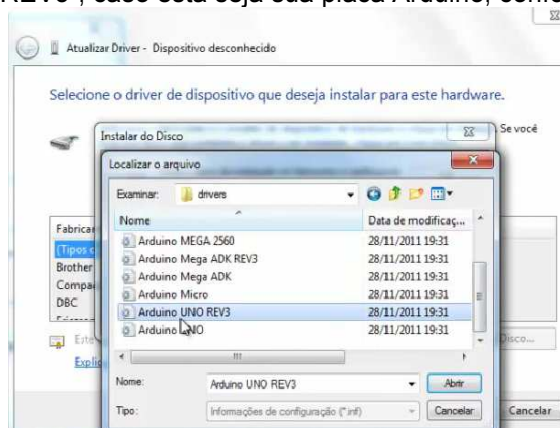 REV3", caso esta seja sua placa Arduino, confo
Atualizar Driver - Dispositivo desconhecido
Selecione o driver de dispositivo que deseja instalar para este hardware.
Se você
Instalar do Disco
Localizar o arquivo
Examinar: drivers
Nome Data de modificaç...
Arduino MEGA 2560 28/11/2011 19:31
Arduino Mega ADK REV3 28/11/2011 19:31
Arduino Mega ADK 28/11/2011 19:31
Arduino Micro 28/11/2011 19:31
Arduino UNO REV3 28/11/2011 19:31
Arduino UNO 28/11/2011 19:31
Fabrican
(Tipos c
Brother
Compa
DBC
Este
Disco...
Explic
Nome: Arduino UNO REV3 Abrir
Tipo: Informações de configuração (*.inf) Cancelar
Cancelar